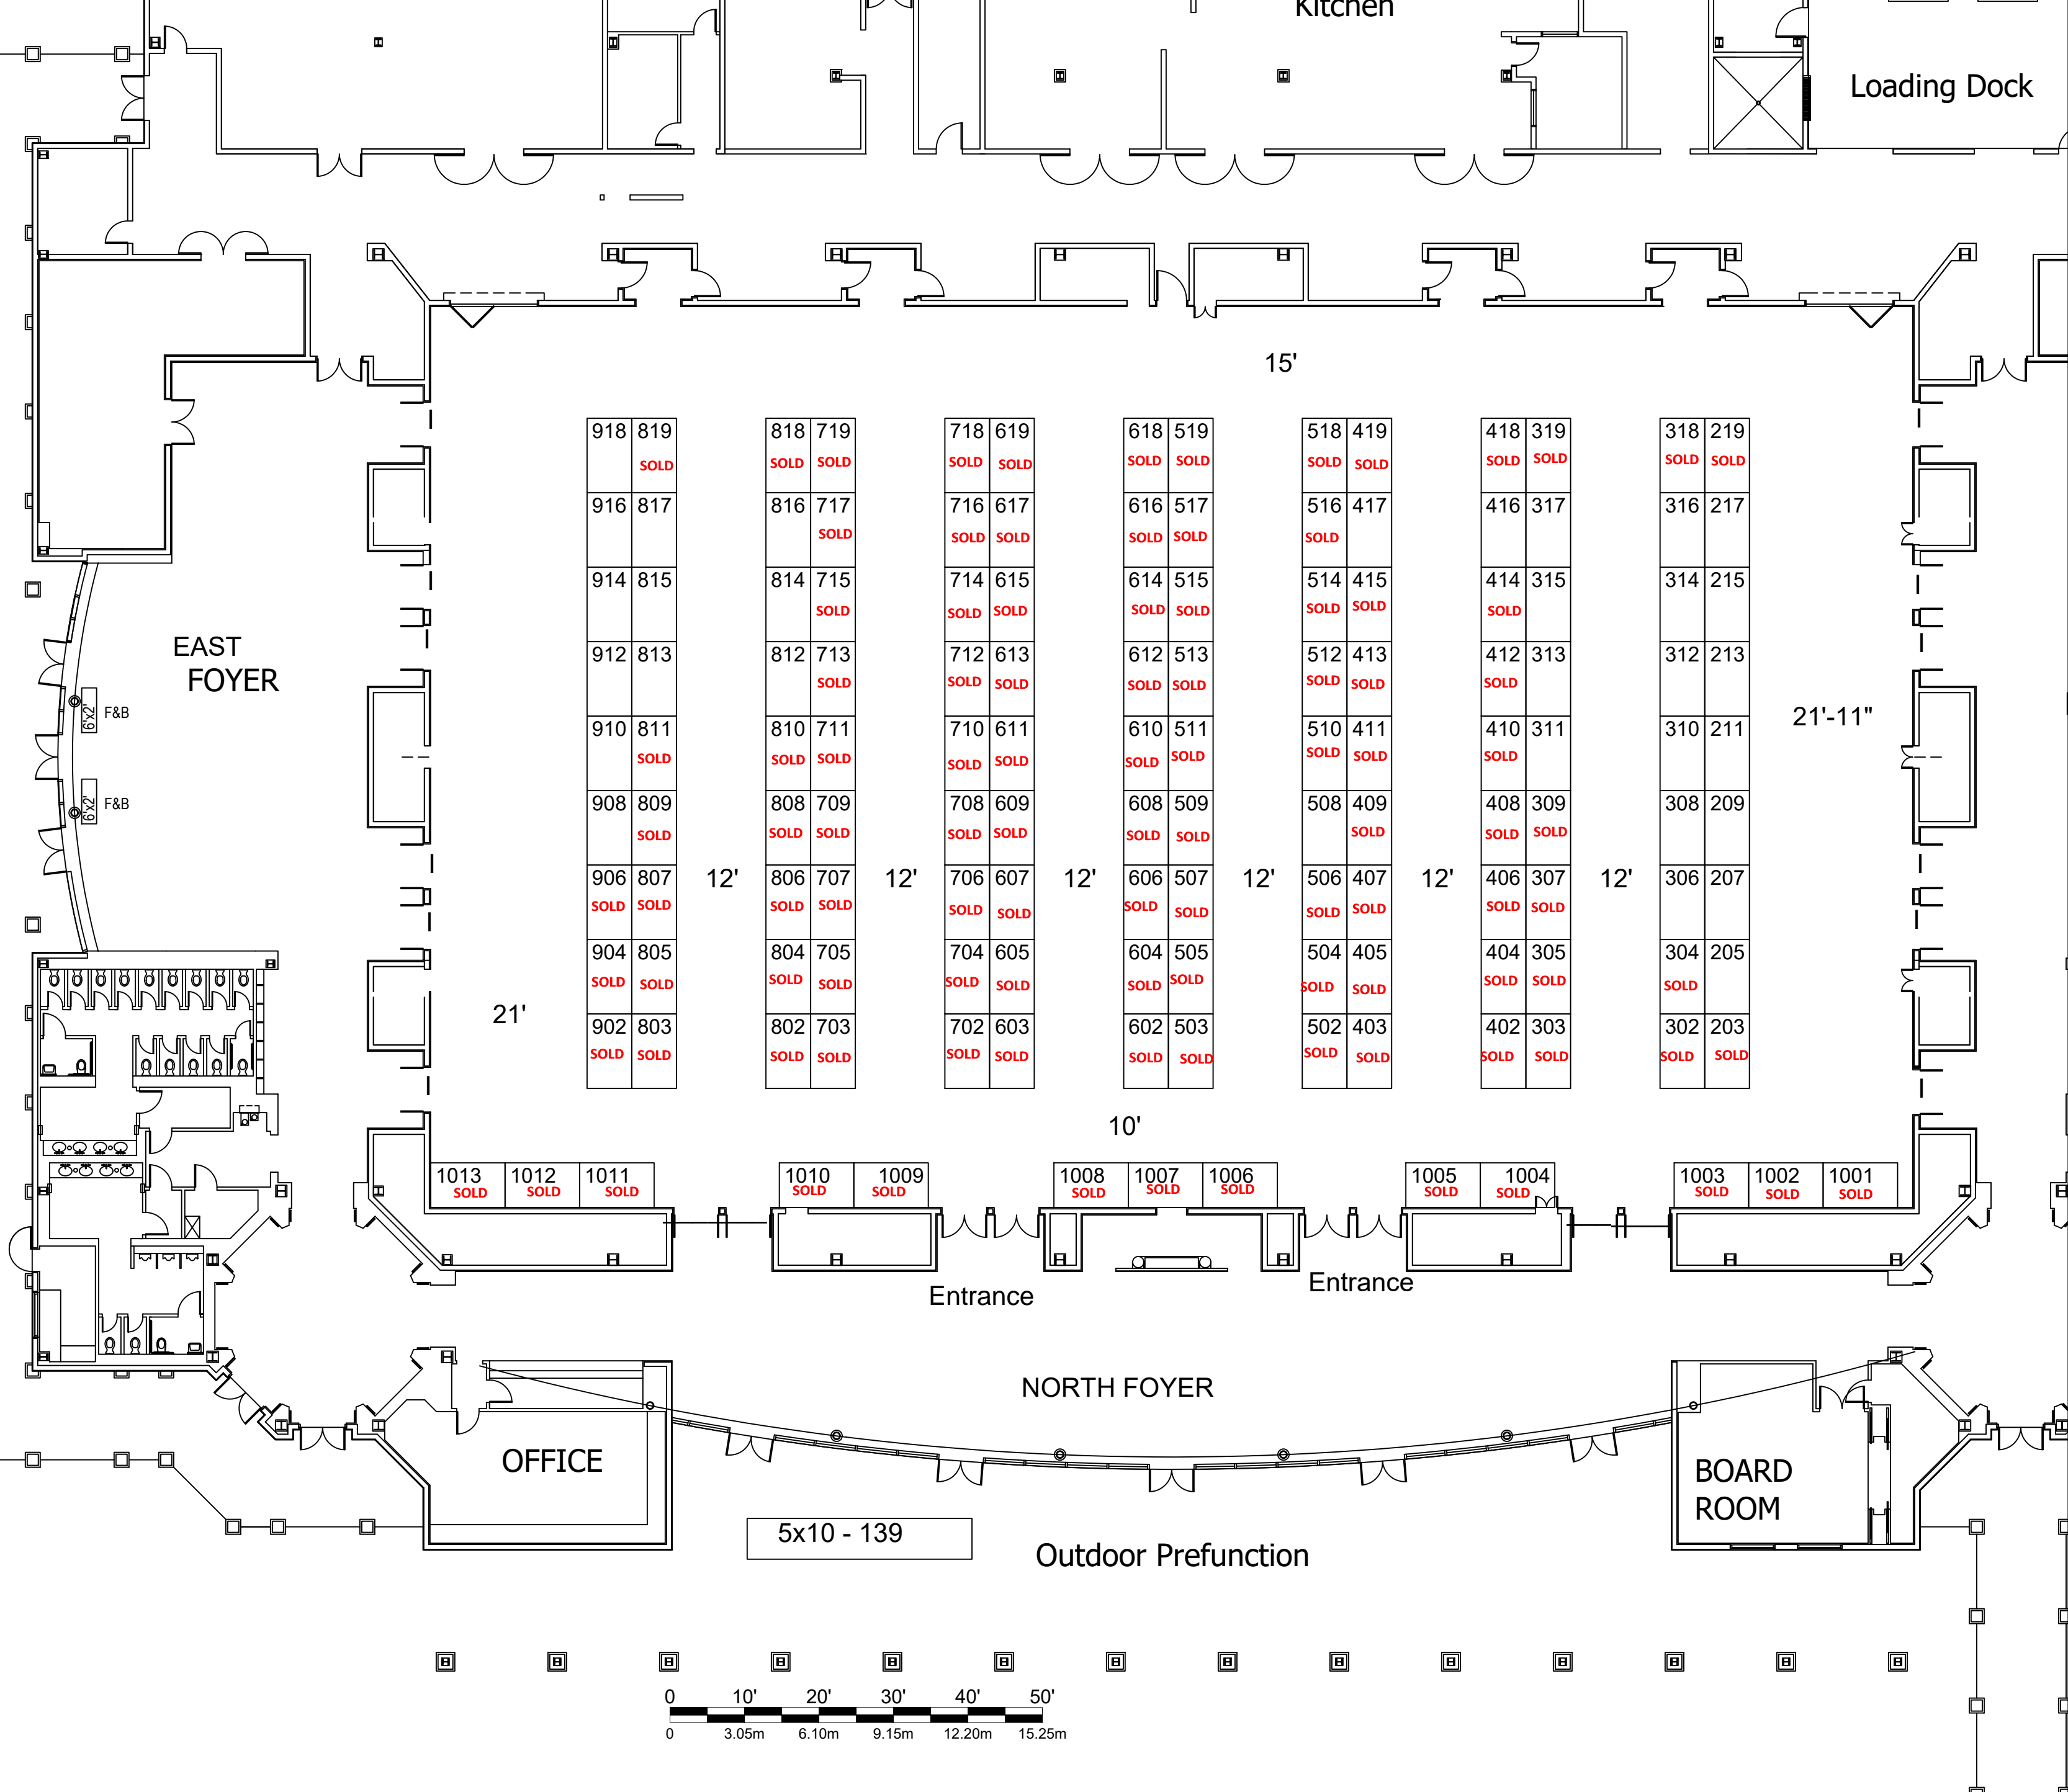 Kitchen
Loading Dock
15'
918 819 818 719 718 619 618 519 518 419 418 319 318 219
SOLD SOLD SOLD SOLD SOLD SOLD SOLD SOLD SOLD SOLD SOLD SOLD SOLD
916 817 816 717 716 617 616 517 516 417 416 317 316 217
SOLD SOLD SOLD SOLD SOLD SOLD
914 815 814 715 714 615 614 515 514 415 414 315 314 215
SOLD SOLD SOLD SOLD SOLD SOLD SOLD SOLD
EAST
FOYER
912 813 812 713 712 613 612 513 512 413 412 313 312 213
SOLD SOLD SOLD SOLD SOLD SOLD SOLD SOLD
6'x2' F&B
21'-11"
910 811 810 711 710 611 610 511 510 411 410 311 310 211
SOLD SOLD SOLD SOLD SOLD SOLD SOLD SOLD SOLD SOLD
6'x2' F&B
908 809 808 709 708 609 608 509 508 409 408 309 308 209
SOLD SOLD SOLD SOLD SOLD SOLD SOLD SOLD SOLD SOLD
906 807 12' 806 707 12' 706 607 12' 606 507 12' 506 407 12' 406 307 12' 306 207
SOLD SOLD SOLD SOLD SOLD SOLD SOLD SOLD SOLD SOLD SOLD SOLD
904 805 804 705 704 605 604 505 504 405 404 305 304 205
SOLD SOLD SOLD SOLD SOLD SOLD SOLD SOLD SOLD SOLD SOLD SOLD SOLD
21'
902 803 802 703 702 603 602 503 502 403 402 303 302 203
SOLD SOLD SOLD SOLD SOLD SOLD SOLD SOLD SOLD SOLD SOLD SOLD SOLD SOLD
10'
1013 1012 1011 1010 1009 1008 1007 1006 1005 1004 1003 1002 1001
SOLD SOLD SOLD SOLD SOLD SOLD SOLD SOLD SOLD SOLD SOLD SOLD SOLD
Entrance
Entrance
NORTH FOYER
OFFICE
BOARD
ROOM
5x10 - 139
Outdoor Prefunction
0 10' 20' 30' 40' 50'
0 3.05m 6.10m 9.15m 12.20m 15.25m